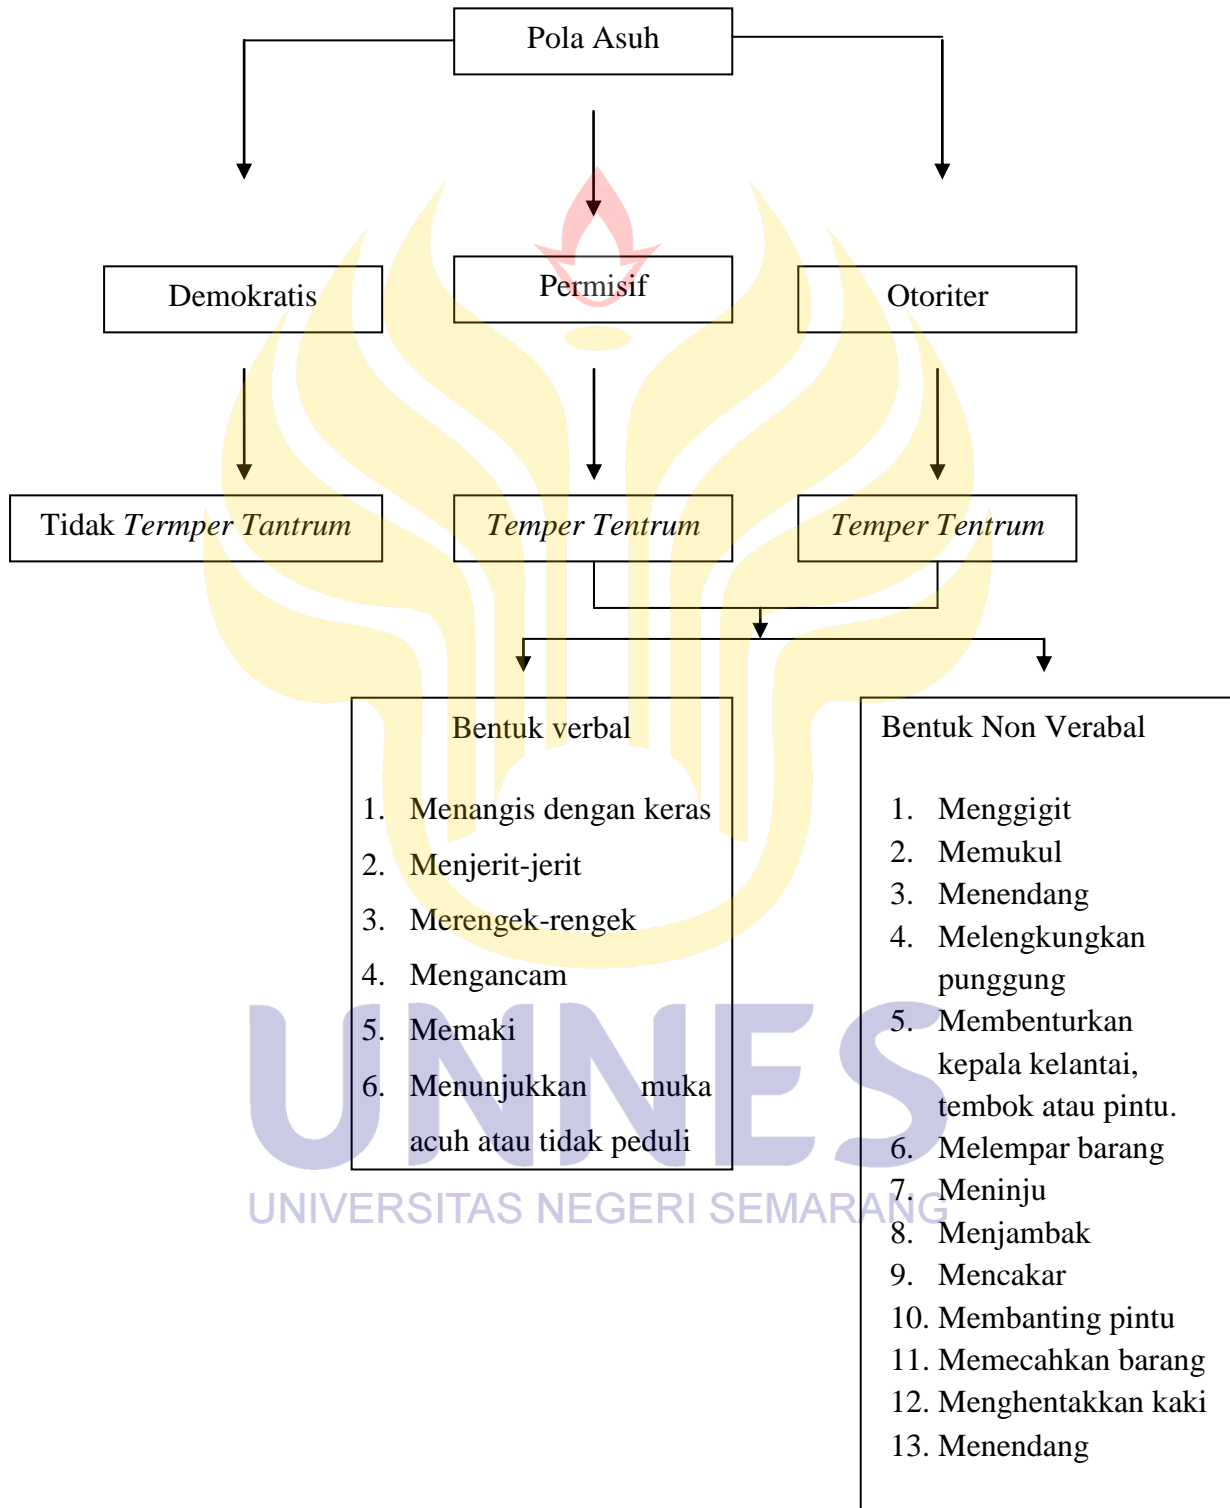 Pola Asuh
Demokratis
Permisif
Otoriter
Tidak Termper Tantrum
Temper Tentrum
Temper Tentrum
Bentuk verbal
1. Menangis dengan keras
2. Menjerit-jerit
3. Merengek-rengek
4. Mengancam
5. Memaki
6. Menunjukkan muka
acuh atau tidak peduli
Bentuk Non Verabal
1. Menggigit
2. Memukul
3. Menendang
4. Melengkungkan
punggung
5. Membenturkan
kepala kelantai,
tembok atau pintu.
6. Melempar barang
7. Meninju
8. Menjambak
9. Mencakar
10. Membanting pintu
11. Memecahkan barang
12. Menghentakkan kaki
13. Menendang
UNNES
UNIVERSITAS NEGERI SEMARANG